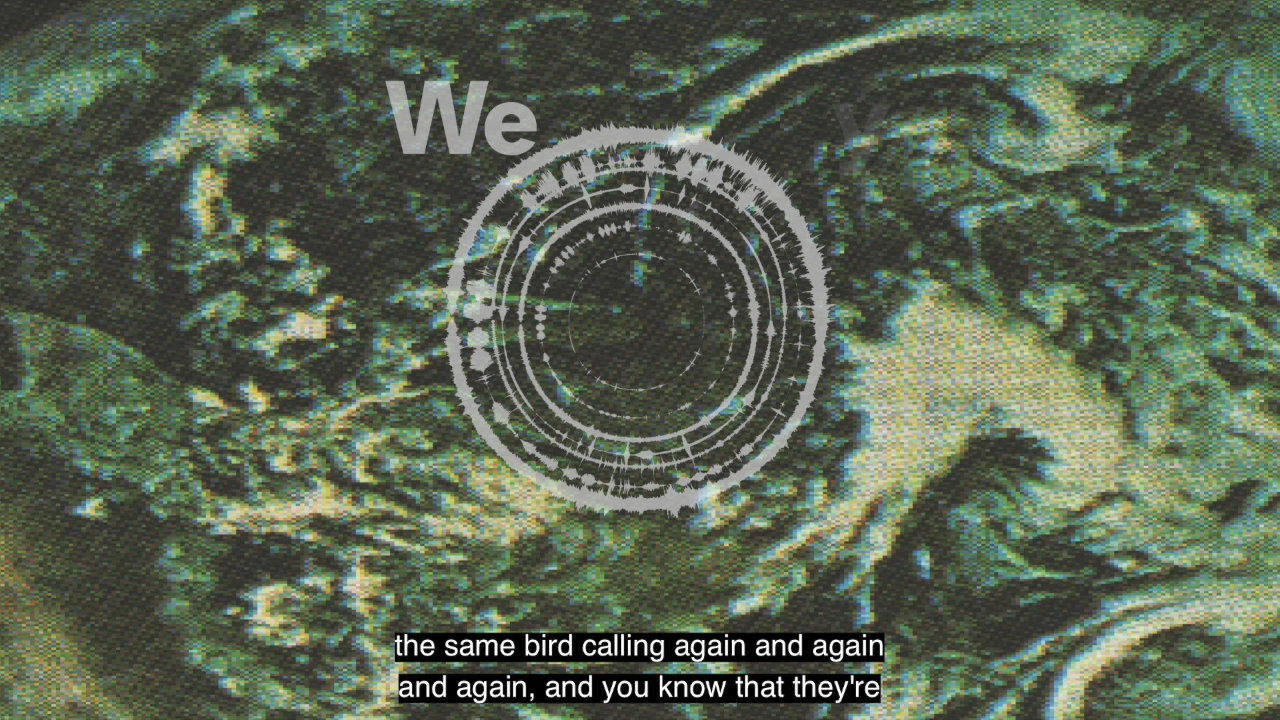 We
the same bird calling again and again
and again, and you know that they're